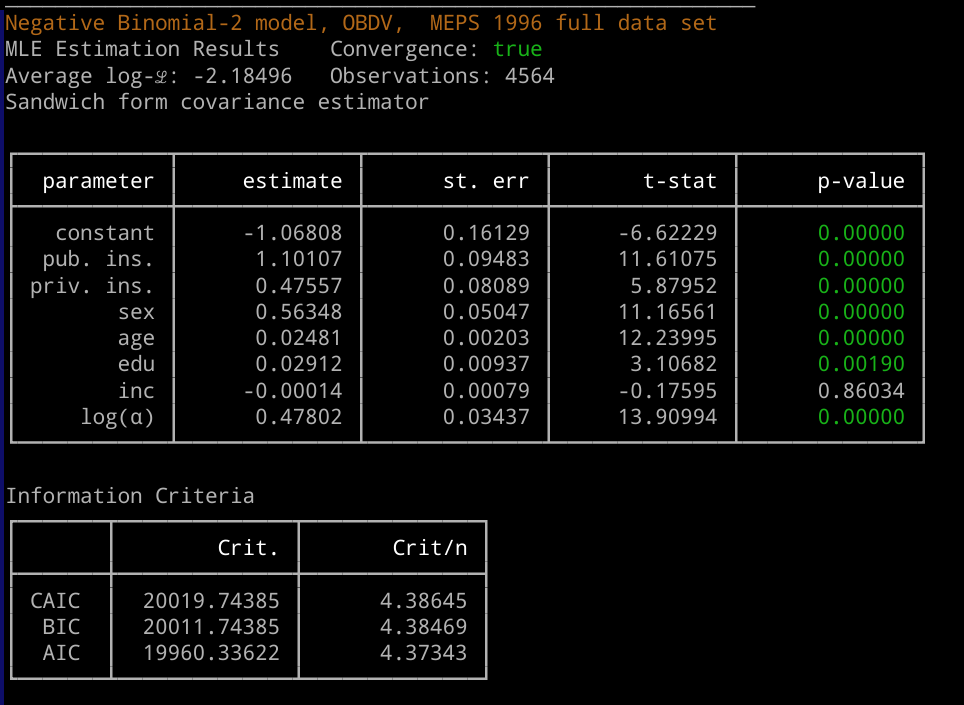 Negative Binomial-2 model, OBDV,  MEPS 1996 full data set
MLE Estimation Results    Convergence: true
Average log-ℒ: -2.18496   Observations: 4564
Sandwich form covariance estimator
parameter estimate st. err t-stat p-value
constant -1.06808 0.16129 -6.62229 0.00000
pub. ins. 1.10107 0.09483 11.61075 0.00000
priv. ins. 0.47557 0.08089 5.87952 0.00000
sex 0.56348 0.05047 11.16561 0.00000
age 0.02481 0.00203 12.23995 0.00000
edu 0.02912 0.00937 3.10682 0.00190
inc -0.00014 0.00079 -0.17595 0.86034
log(α) 0.47802 0.03437 13.90994 0.00000
Information Criteria
Crit. Crit/n
CAIC 20019.74385 4.38645
BIC 20011.74385 4.38469
AIC 19960.33622 4.37343